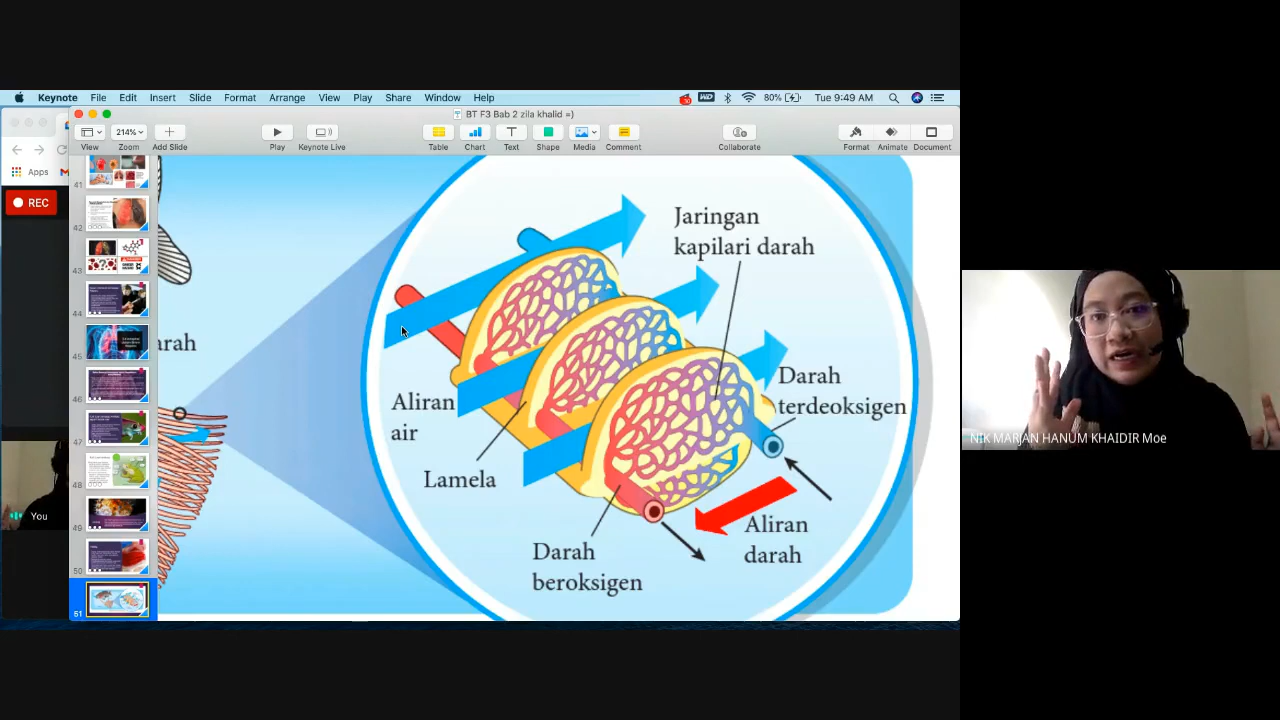 Keynote File Edit Insert Slide Format Arrange View Play Share Window Help
80% Tue 9:49 AM
BT F3 Bab 2 zila khalid =)
214%
View Zoom Add Slide Play Keynote Live Table Chart Text Shape Media Comment Collaborate Format Animate Document
Apps
REC
41
42
43
44
45
46
47
48
49
50
51
You
arah
Jaringan
kapilari darah
Aliran
air
Lamela
Darah
terdeoksigen
Darah
beroksigen
Aliran
darah
NIK MARJAN HANUM KHAIDIR Moe